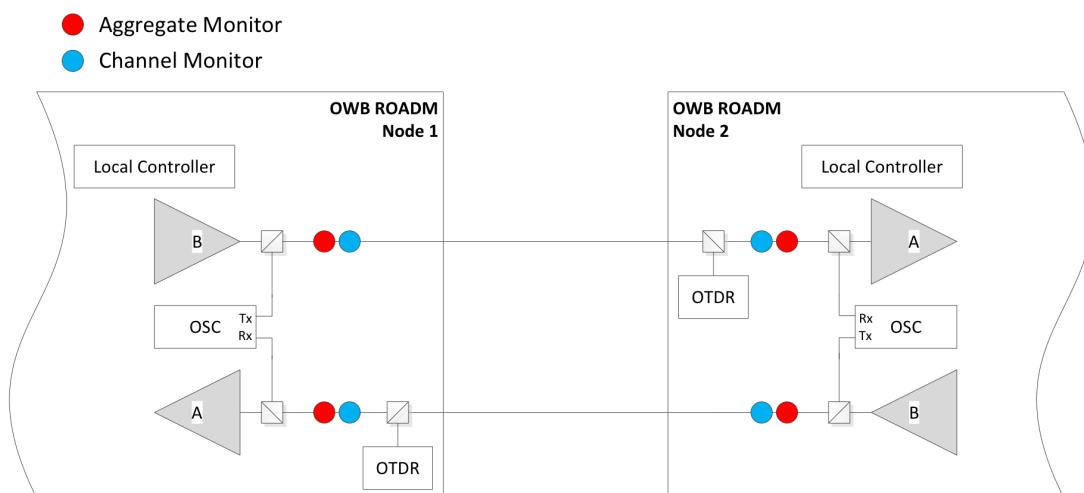 Aggregate Monitor
Channel Monitor
OWB ROADM
Node 1
Local Controller
B
Tx
OSC
Rx
A
OTDR
OWB ROADM
Node 2
Local Controller
A
OTDR
Rx
OSC
Tx
B